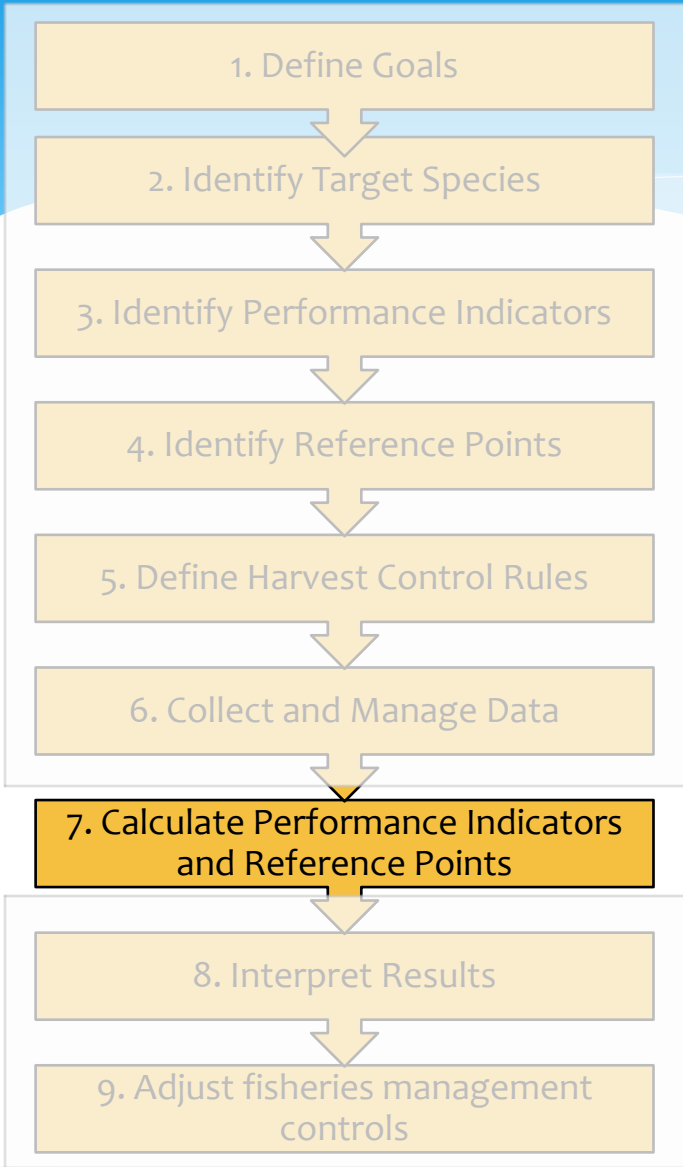 1. Define Goals
2. Identify Target Species
3. Identify Performance Indicators
4. Identify Reference Points
5. Define Harvest Control Rules
6. Collect and Manage Data
7. Calculate Performance Indicators
and Reference Points
8. Interpret Results
9. Adjust fisheries management
controls